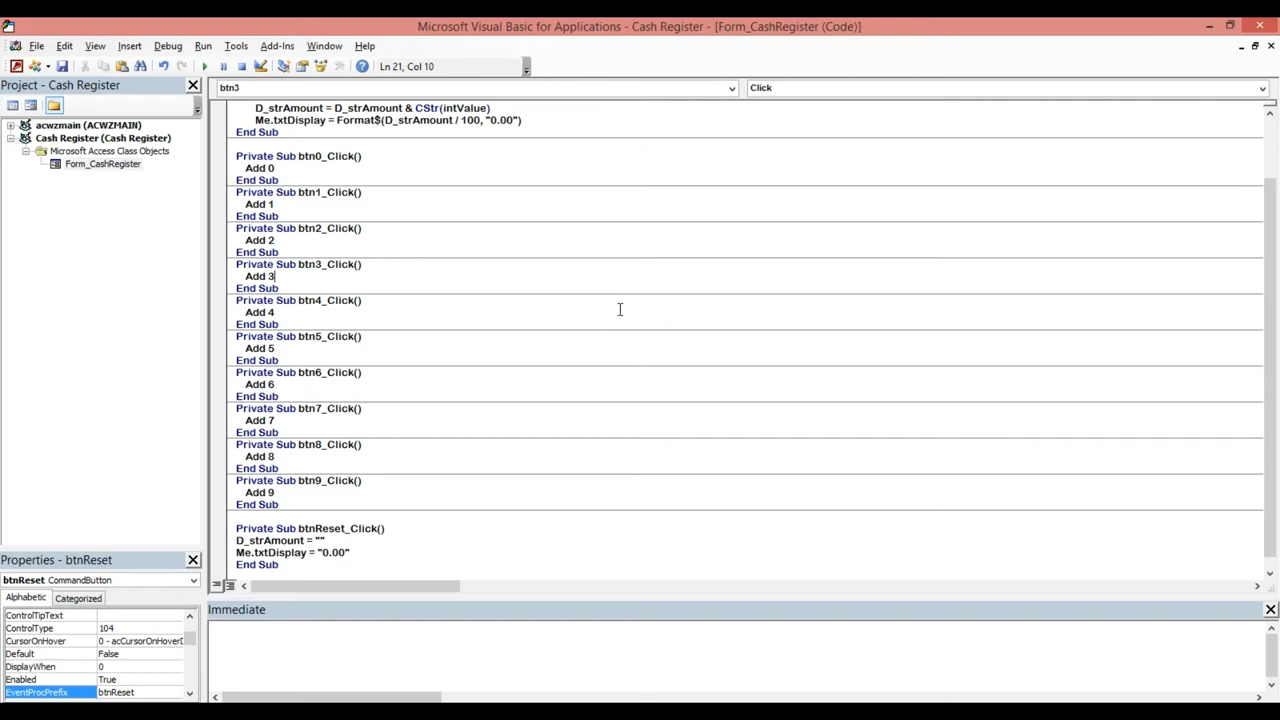 Microsoft Visual Basic for Applications - Cash Register - [Form_CashRegister (Code)]
File Edit View Insert Debug Run Tools Add-Ins Window Help
Ln 21, Col 10
Project - Cash Register
btn3
Click
acwzmain (ACWZMAIN)
Cash Register (Cash Register)
Microsoft Access Class Objects
Form_CashRegister
D_strAmount = D_strAmount & CStr(intValue)
Me.txtDisplay = Format$(D_strAmount / 100, "0.00")
End Sub
Private Sub btn0_Click()
Add 0
End Sub
Private Sub btn1_Click()
Add 1
End Sub
Private Sub btn2_Click()
Add 2
End Sub
Private Sub btn3_Click()
Add 3
End Sub
Private Sub btn4_Click()
Add 4
End Sub
Private Sub btn5_Click()
Add 5
End Sub
Private Sub btn6_Click()
Add 6
End Sub
Private Sub btn7_Click()
Add 7
End Sub
Private Sub btn8_Click()
Add 8
End Sub
Private Sub btn9_Click()
Add 9
End Sub
Private Sub btnReset_Click()
D_strAmount = ""
Me.txtDisplay = "0.00"
End Sub
Properties - btnReset
btnReset CommandButton
Alphabetic Categorized
ControlTipText
ControlType 104
CursorOnHover 0 - acCursorOnHoverD
Default False
DisplayWhen 0
Enabled True
EventProcPrefix btnReset
Immediate